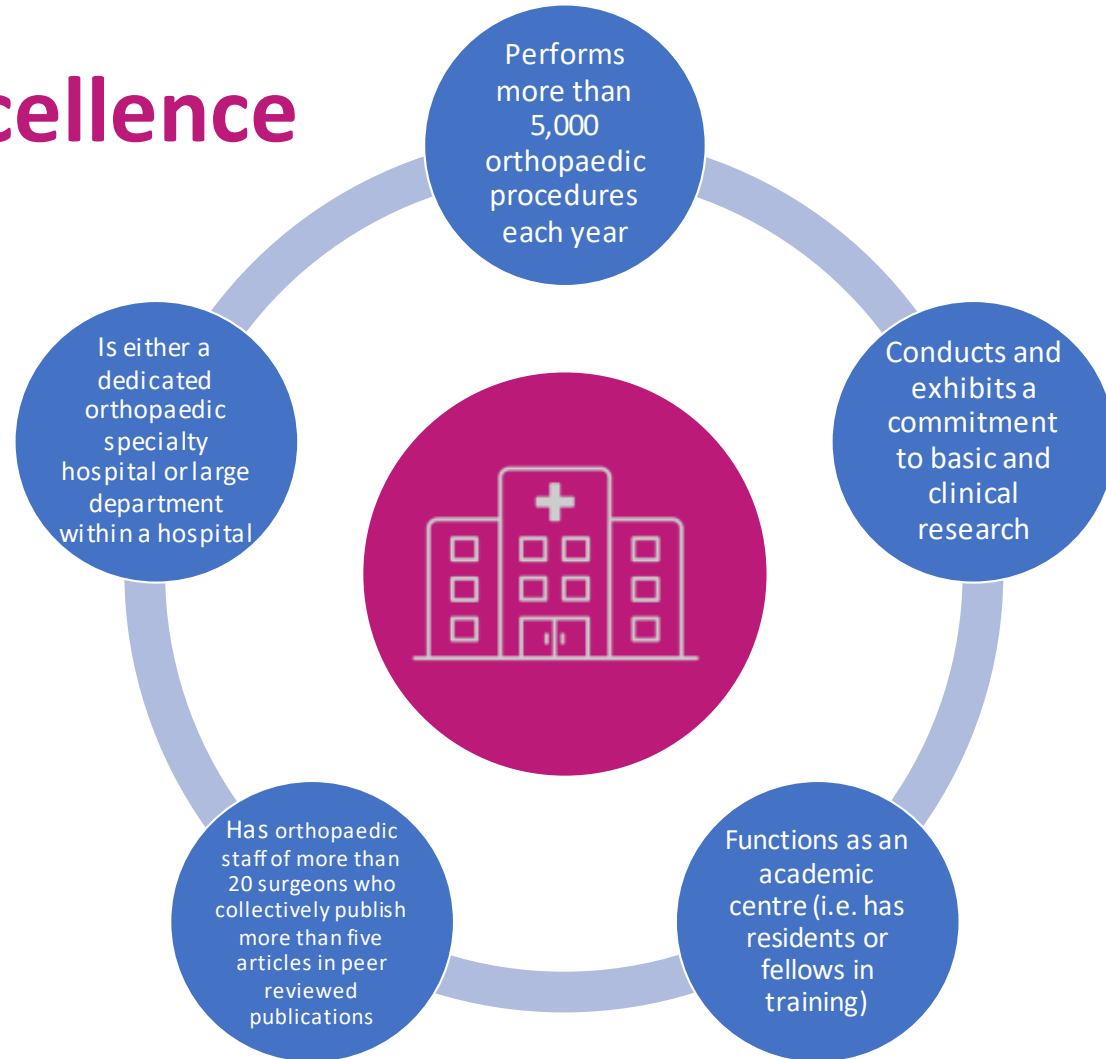 cellence
Performs
more than
5,000
orthopaedic
procedures
each year
Conducts and
exhibits a
commitment
to basic and
clinical
research
Functions as an
academic
centre (i.e. has
residents or
fellows in
training)
Has orthopaedic
staff of more than
20 surgeons who
collectively publish
more than five
articles in peer
reviewed
publications
Is either a
dedicated
orthopaedic
specialty
hospital or large
department
within a hospital